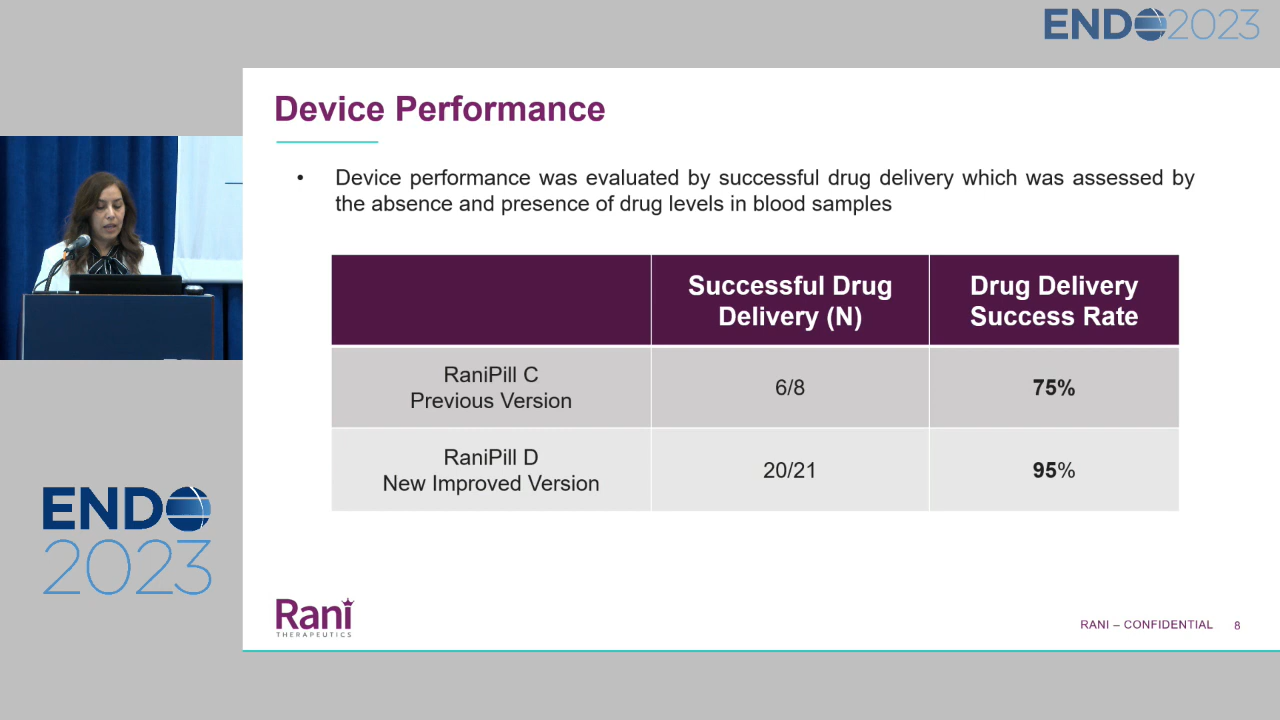 END 2023
Device Performance
• Device performance was evaluated by successful drug delivery which was assessed by
the absence and presence of drug levels in blood samples
Successful Drug
Delivery (N)
Drug Delivery
Success Rate
RaniPill C
Previous Version
6/8
75%
RaniPill D
New Improved Version
20/21
95%
ENDO
2023
Rani
THERAPEUTICS
RANI – CONFIDENTIAL 8